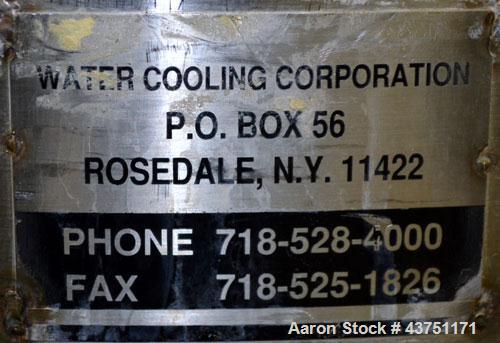 WATER COOLING CORPORATION
P.O. BOX 56
ROSEDALE, N.Y. 11422
PHONE 718-528-4000
FAX 718-525-1826
Aaron Stock # 43751171